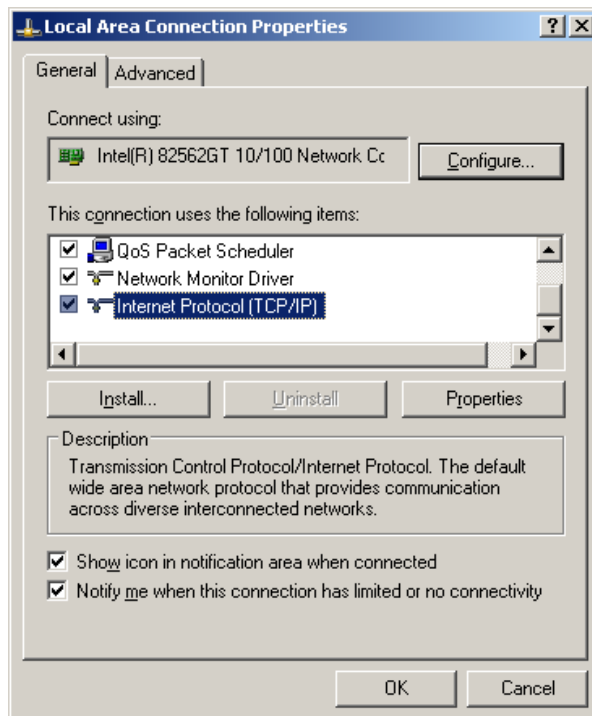 Local Area Connection Properties
General
Advanced
Connect using:
Intel(R) 82562GT 10/100 Network Cc
Configure...
This connection uses the following items:
QoS Packet Scheduler
Network Monitor Driver
Internet Protocol (TCP/IP)
Install...
Uninstall
Properties
Description
Transmission Control Protocol/Internet Protocol. The default
wide area network protocol that provides communication
across diverse interconnected networks.
Show icon in notification area when connected
Notify me when this connection has limited or no connectivity
OK
Cancel